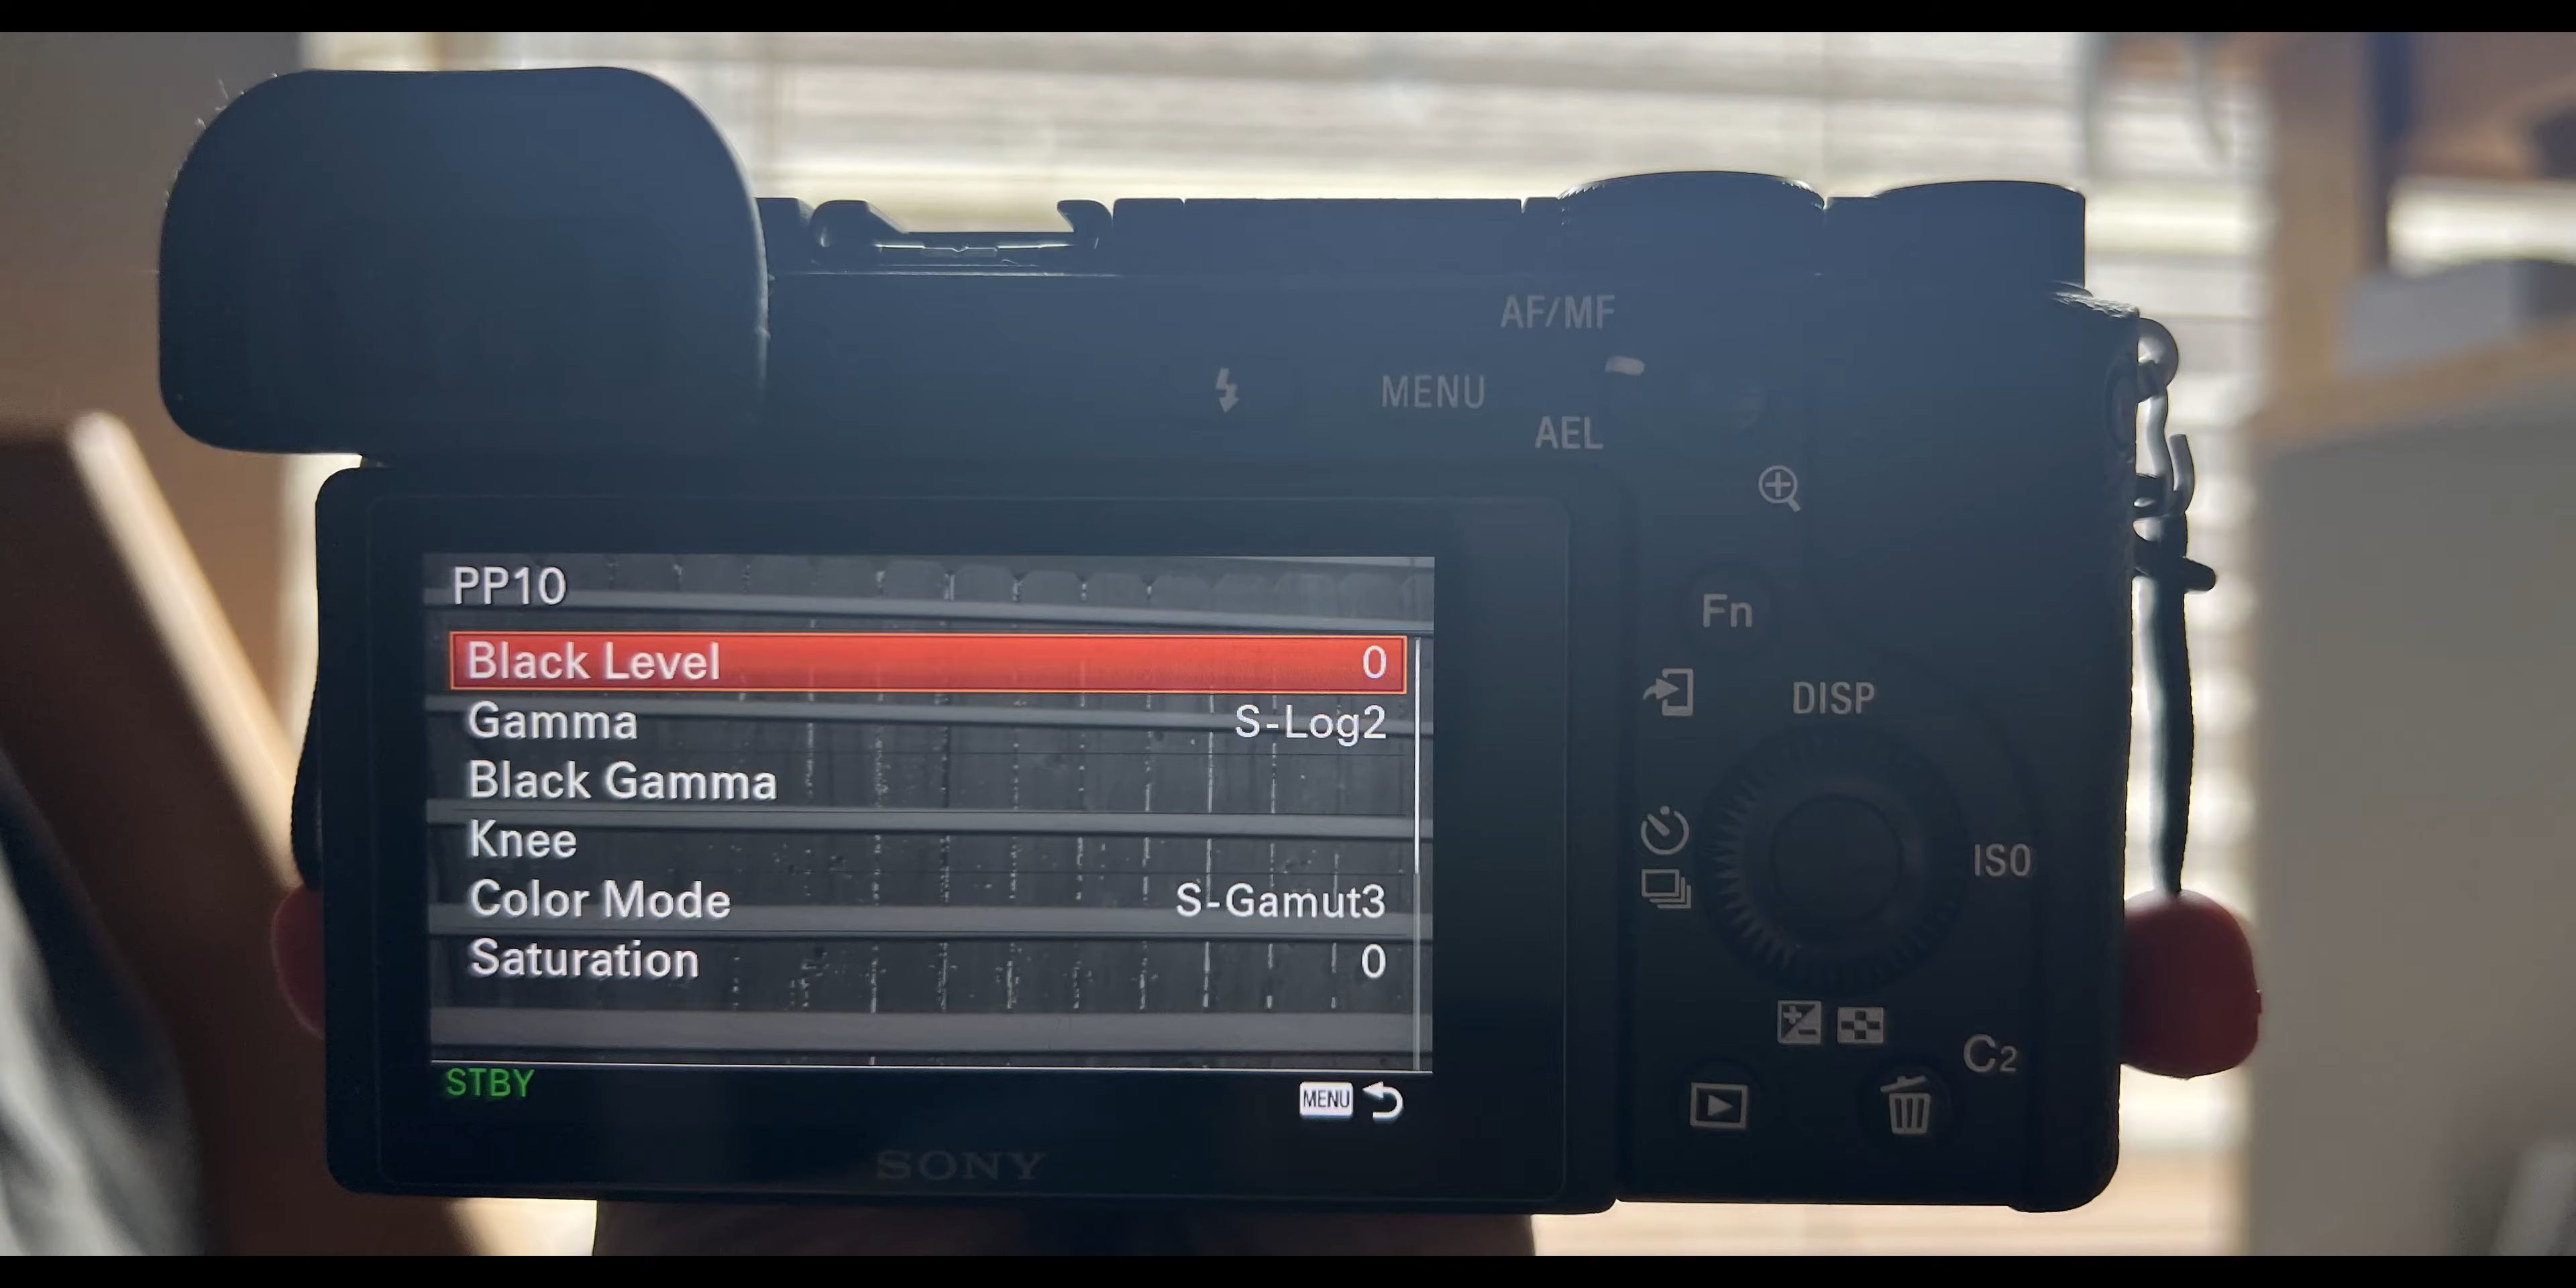 AF/MF
MENU
AEL
PP10
Black Level 0
Gamma S-Log2
Black Gamma
Knee
Color Mode S-Gamut3
Saturation 0
STBY
MENU
SONY
Fn
DISP
ISO
C2